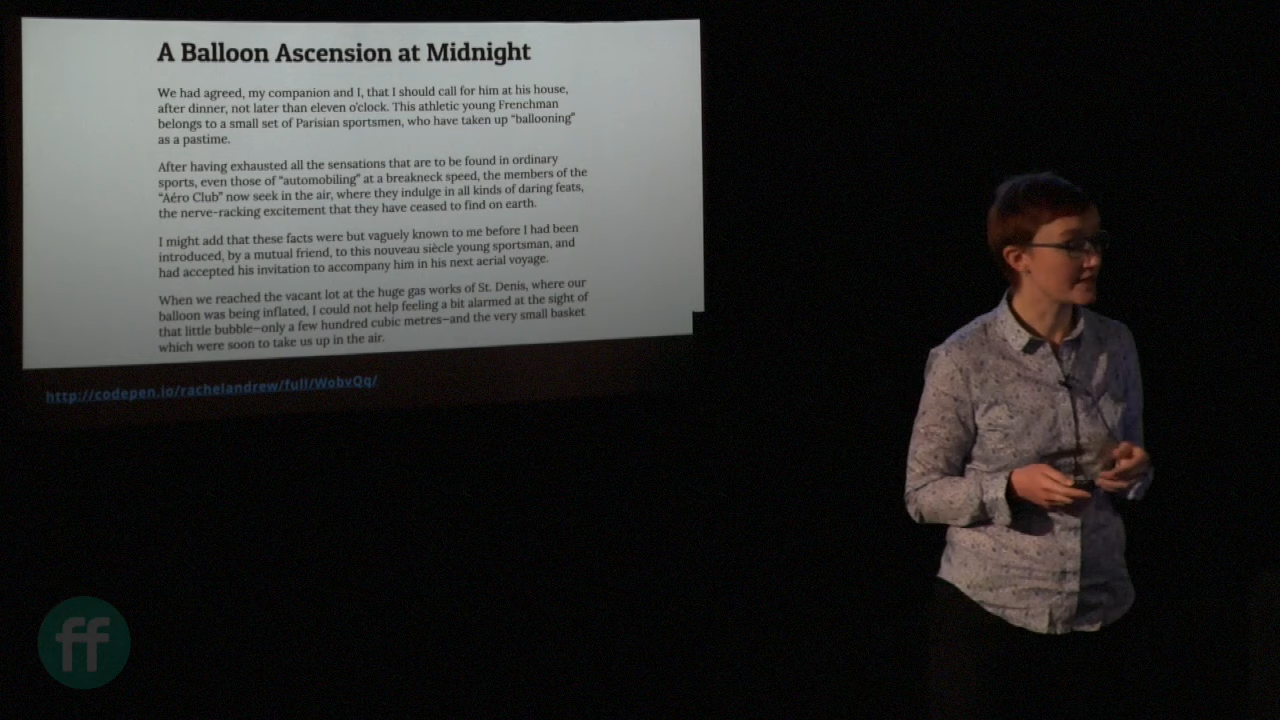 A Balloon Ascension at Midnight
We had agreed, my companion and I, that I should call for him at his house,
after dinner, not later than eleven o'clock. This athletic young Frenchman
belongs to a small set of Parisian sportsmen, who have taken up "ballooning"
as a pastime.
After having exhausted all the sensations that are to be found in ordinary
sports, even those of "automobiling" at a breakneck speed, the members of the
"Aéro Club" now seek in the air, where they indulge in all kinds of daring feats,
the nerve-racking excitement that they have ceased to find on earth.
I might add that these facts were but vaguely known to me before I had been
introduced, by a mutual friend, to this nouveau siècle young sportsman, and
had accepted his invitation to accompany him in his next aerial voyage.
When we reached the vacant lot at the huge gas works of St. Denis, where our
balloon was being inflated, I could not help feeling a bit alarmed at the sight of
that little bubble—only a few hundred cubic metres—and the very small basket
which were soon to take us up in the air.
http://codepen.io/rachelandrew/full/WobvQq/
ff